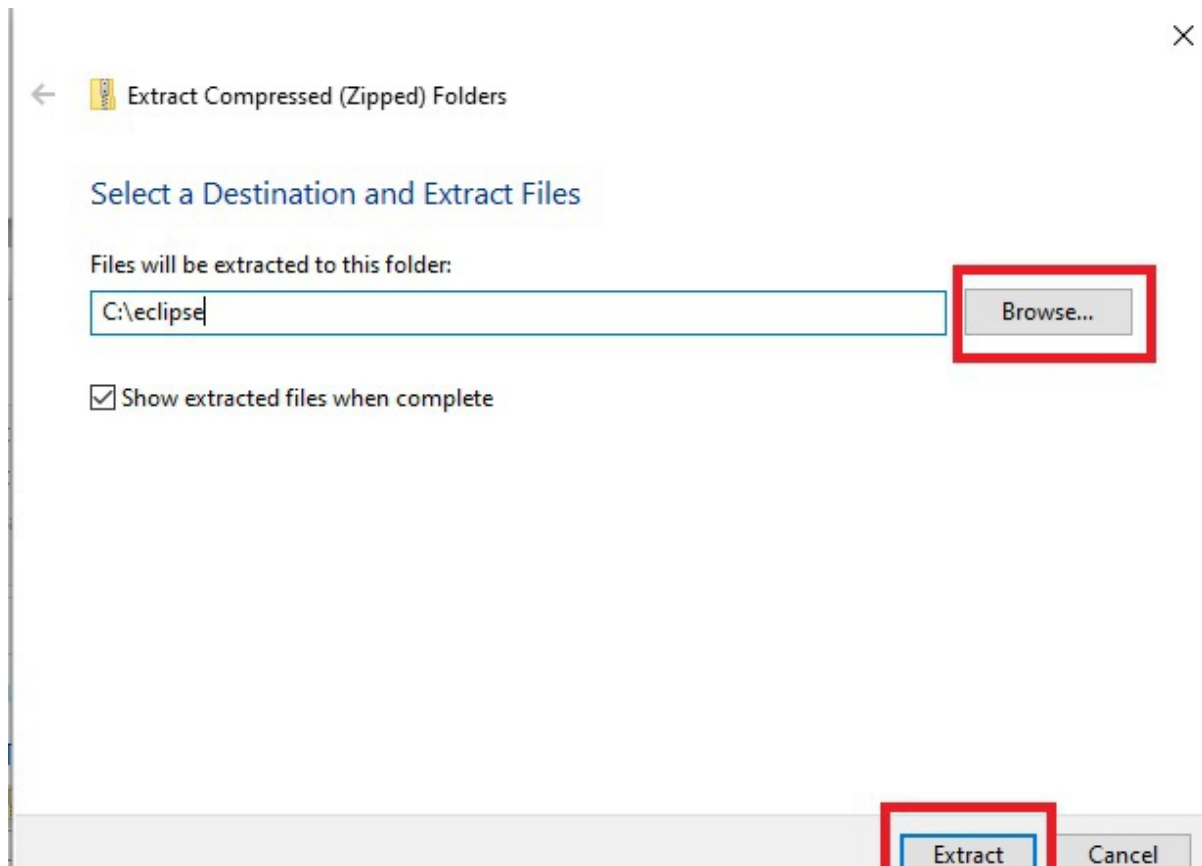 Extract Compressed (Zipped) Folders
Select a Destination and Extract Files
Files will be extracted to this folder:
C:\eclipse
Browse...
Show extracted files when complete
Extract
Cancel